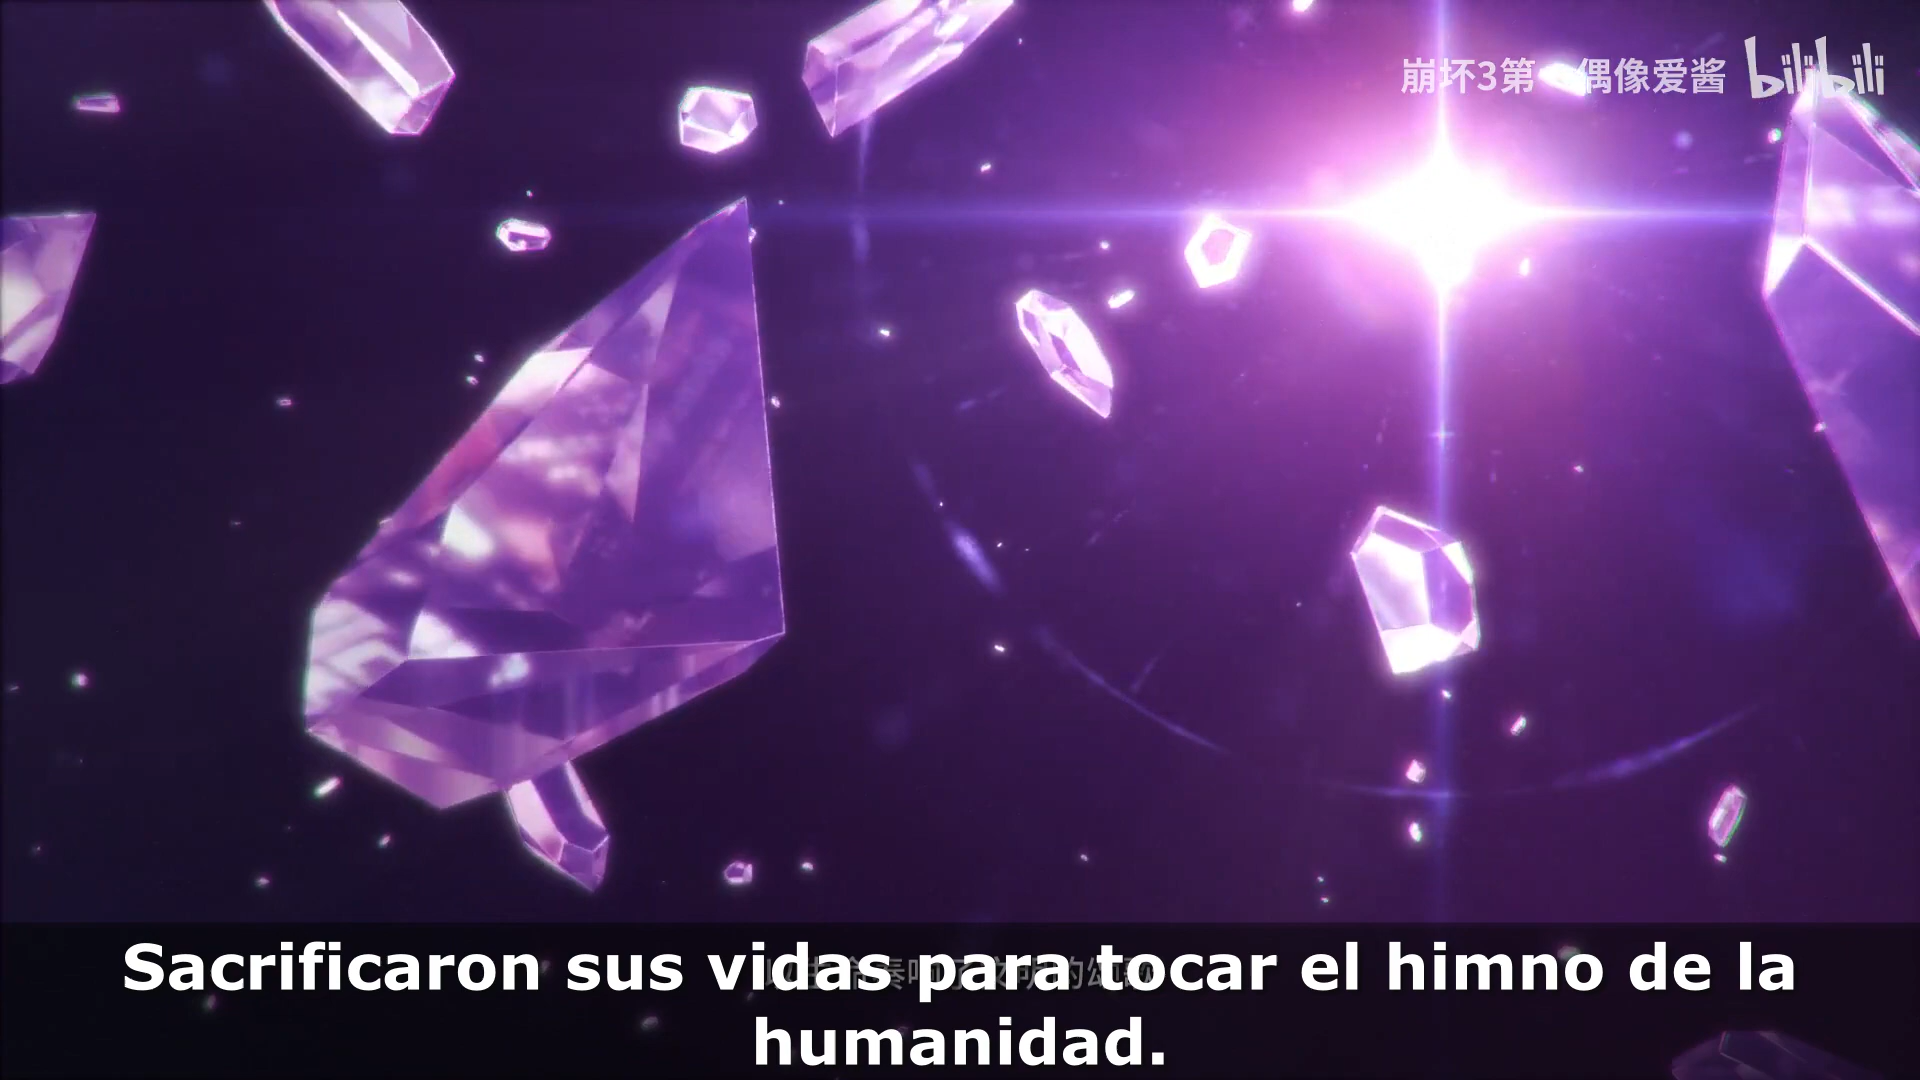 崩坏3第 偶像爱酱 bilibili
Sacrificaron sus vidas para tocar el himno de la
humanidad.